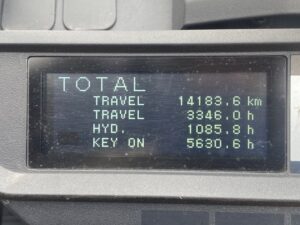 TOTAL
TRAVEL 14183.6 km
TRAVEL 3346.0 h
HYD. 1085.8 h
KEY ON 5630.6 h